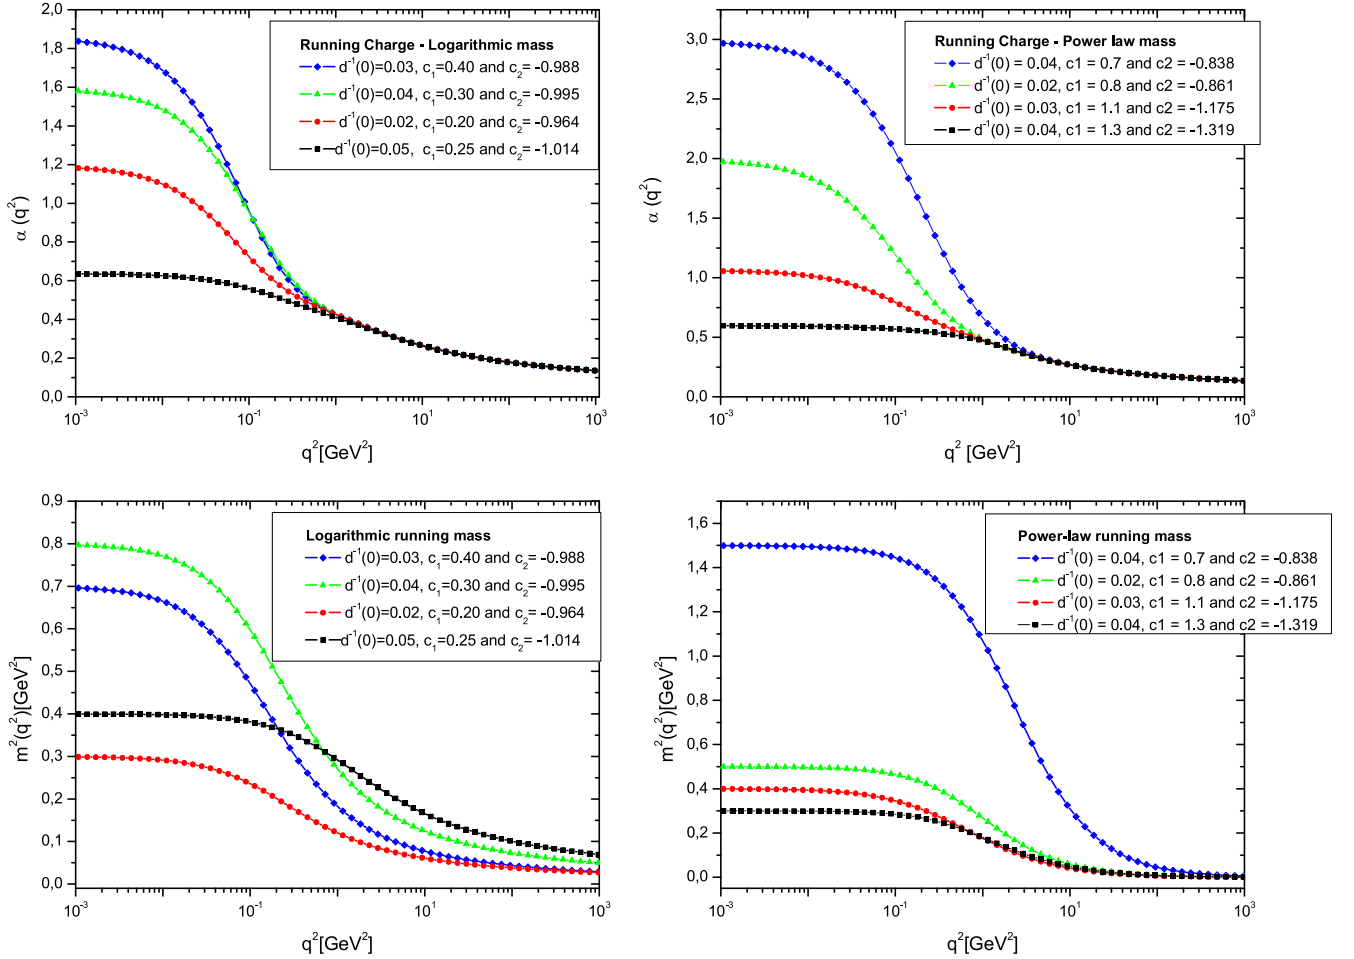 Running Charge - Logarithmic mass
d⁻¹(0)=0.03, c₁=0.40 and c₂= -0.988
d⁻¹(0)=0.04, c₁=0.30 and c₂= -0.995
d⁻¹(0)=0.02, c₁=0.20 and c₂= -0.964
d⁻¹(0)=0.05, c₁=0.25 and c₂= -1.014
1,8
1,6
1,4
1,2
1,0
0,8
0,6
0,4
0,2
0,0
α (q²)
10⁻³ 10⁻¹ 10¹ 10³
q²[GeV²]
Running Charge - Power law mass
d⁻¹(0) = 0.04, c1 = 0.7 and c2 = -0.838
d⁻¹(0) = 0.02, c1 = 0.8 and c2 = -0.861
d⁻¹(0) = 0.03, c1 = 1.1 and c2 = -1.175
d⁻¹(0) = 0.04, c1 = 1.3 and c2 = -1.319
3,0
2,5
2,0
1,5
1,0
0,5
0,0
α (q²)
10⁻³ 10⁻¹ 10¹ 10³
q² [GeV²]
Logarithmic running mass
d⁻¹(0)=0.03, c₁=0.40 and c₂= -0.988
d⁻¹(0)=0.04, c₁=0.30 and c₂= -0.995
d⁻¹(0)=0.02, c₁=0.20 and c₂= -0.964
d⁻¹(0)=0.05, c₁=0.25 and c₂= -1.014
0,9
0,8
0,7
0,6
0,5
0,4
0,3
0,2
0,1
0,0
m²(q²)[GeV²]
10⁻³ 10⁻¹ 10¹ 10³
q²[GeV²]
Power-law running mass
d⁻¹(0) = 0.04, c1 = 0.7 and c2 = -0.838
d⁻¹(0) = 0.02, c1 = 0.8 and c2 = -0.861
d⁻¹(0) = 0.03, c1 = 1.1 and c2 = -1.175
d⁻¹(0) = 0.04, c1 = 1.3 and c2 = -1.319
1,6
1,4
1,2
1,0
0,8
0,6
0,4
0,2
0,0
m²(q²)[GeV²]
10⁻³ 10⁻¹ 10¹ 10³
q²[GeV²]